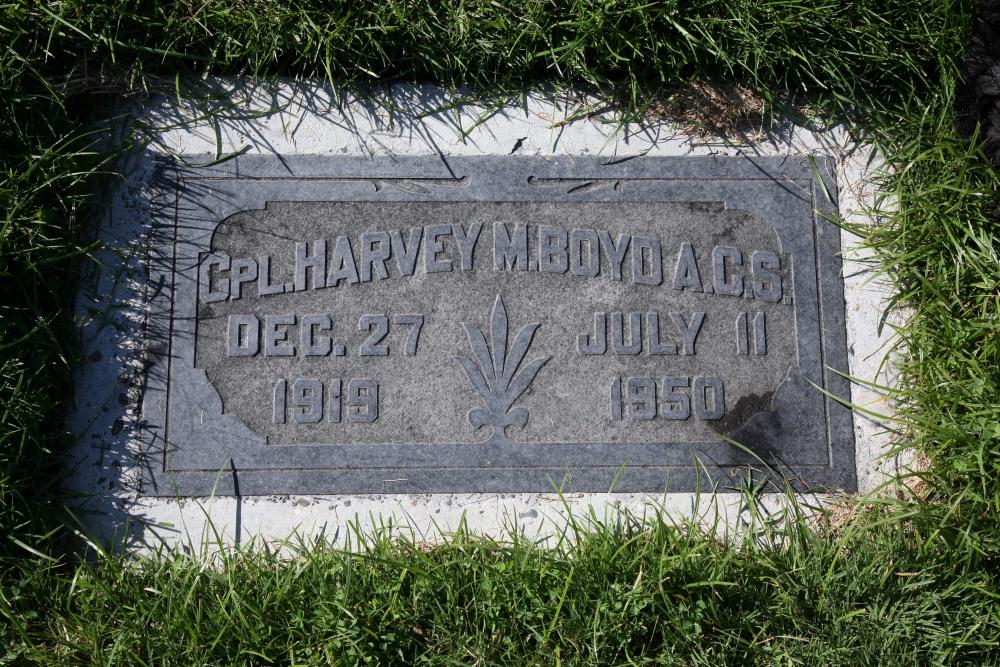 CPL. HARVEY M. BOYD A.C.S.
DEC. 27 JULY 11
1919 1950